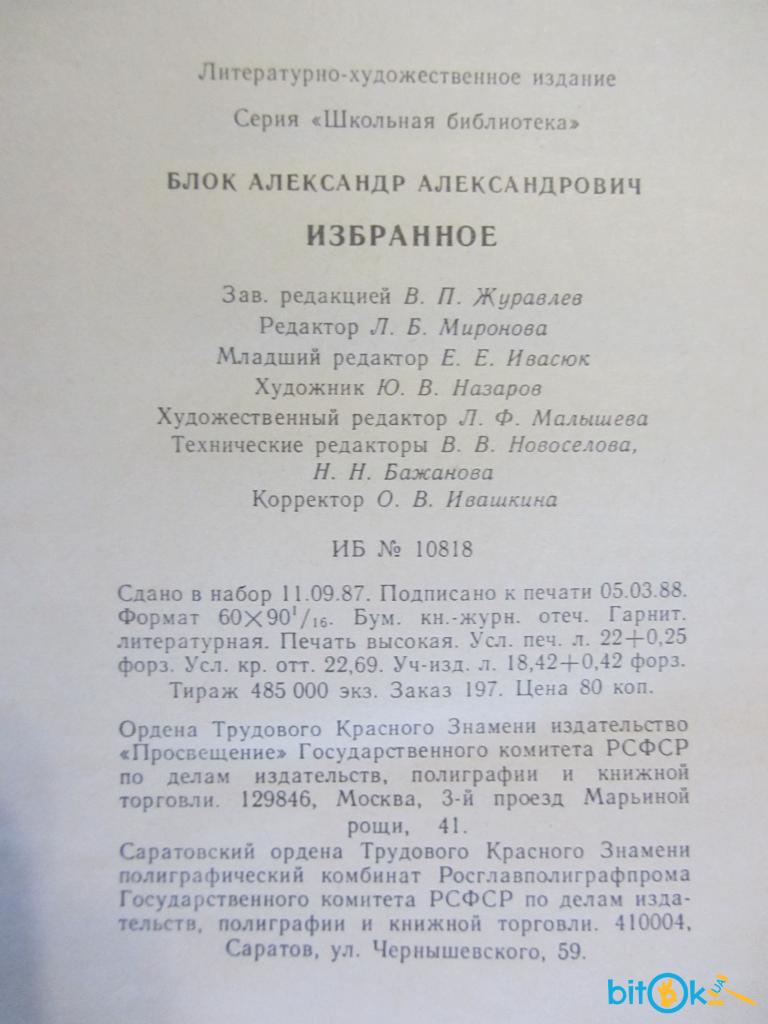 Литературно-художественное издание
Серия «Школьная библиотека»
БЛОК АЛЕКСАНДР АЛЕКСАНДРОВИЧ
ИЗБРАННОЕ
Зав. редакцией В. П. Журавлев
Редактор Л. Б. Миронова
Младший редактор Е. Е. Ивасюк
Художник Ю. В. Назаров
Художественный редактор Л. Ф. Малышева
Технические редакторы В. В. Новоселова,
Н. Н. Бажанова
Корректор О. В. Ивашкина
ИБ № 10818
Сдано в набор 11.09.87. Подписано к печати 05.03.88.
Формат 60×90¹/₁₆. Бум. кн.-журн. отеч. Гарнит.
литературная. Печать высокая. Усл. печ. л. 22+0,25
форз. Усл. кр. отт. 22,69. Уч-изд. л. 18,42+0,42 форз.
Тираж 485 000 экз. Заказ 197. Цена 80 коп.
Ордена Трудового Красного Знамени издательство
«Просвещение» Государственного комитета РСФСР
по делам издательств, полиграфии и книжной
торговли. 129846, Москва, 3-й проезд Марьиной
рощи, 41.
Саратовский ордена Трудового Красного Знамени
полиграфический комбинат Росглавполиграфпрома
Государственного комитета РСФСР по делам изда-
тельств, полиграфии и книжной торговли. 410004,
Саратов, ул. Чернышевского, 59.
bitOk UA